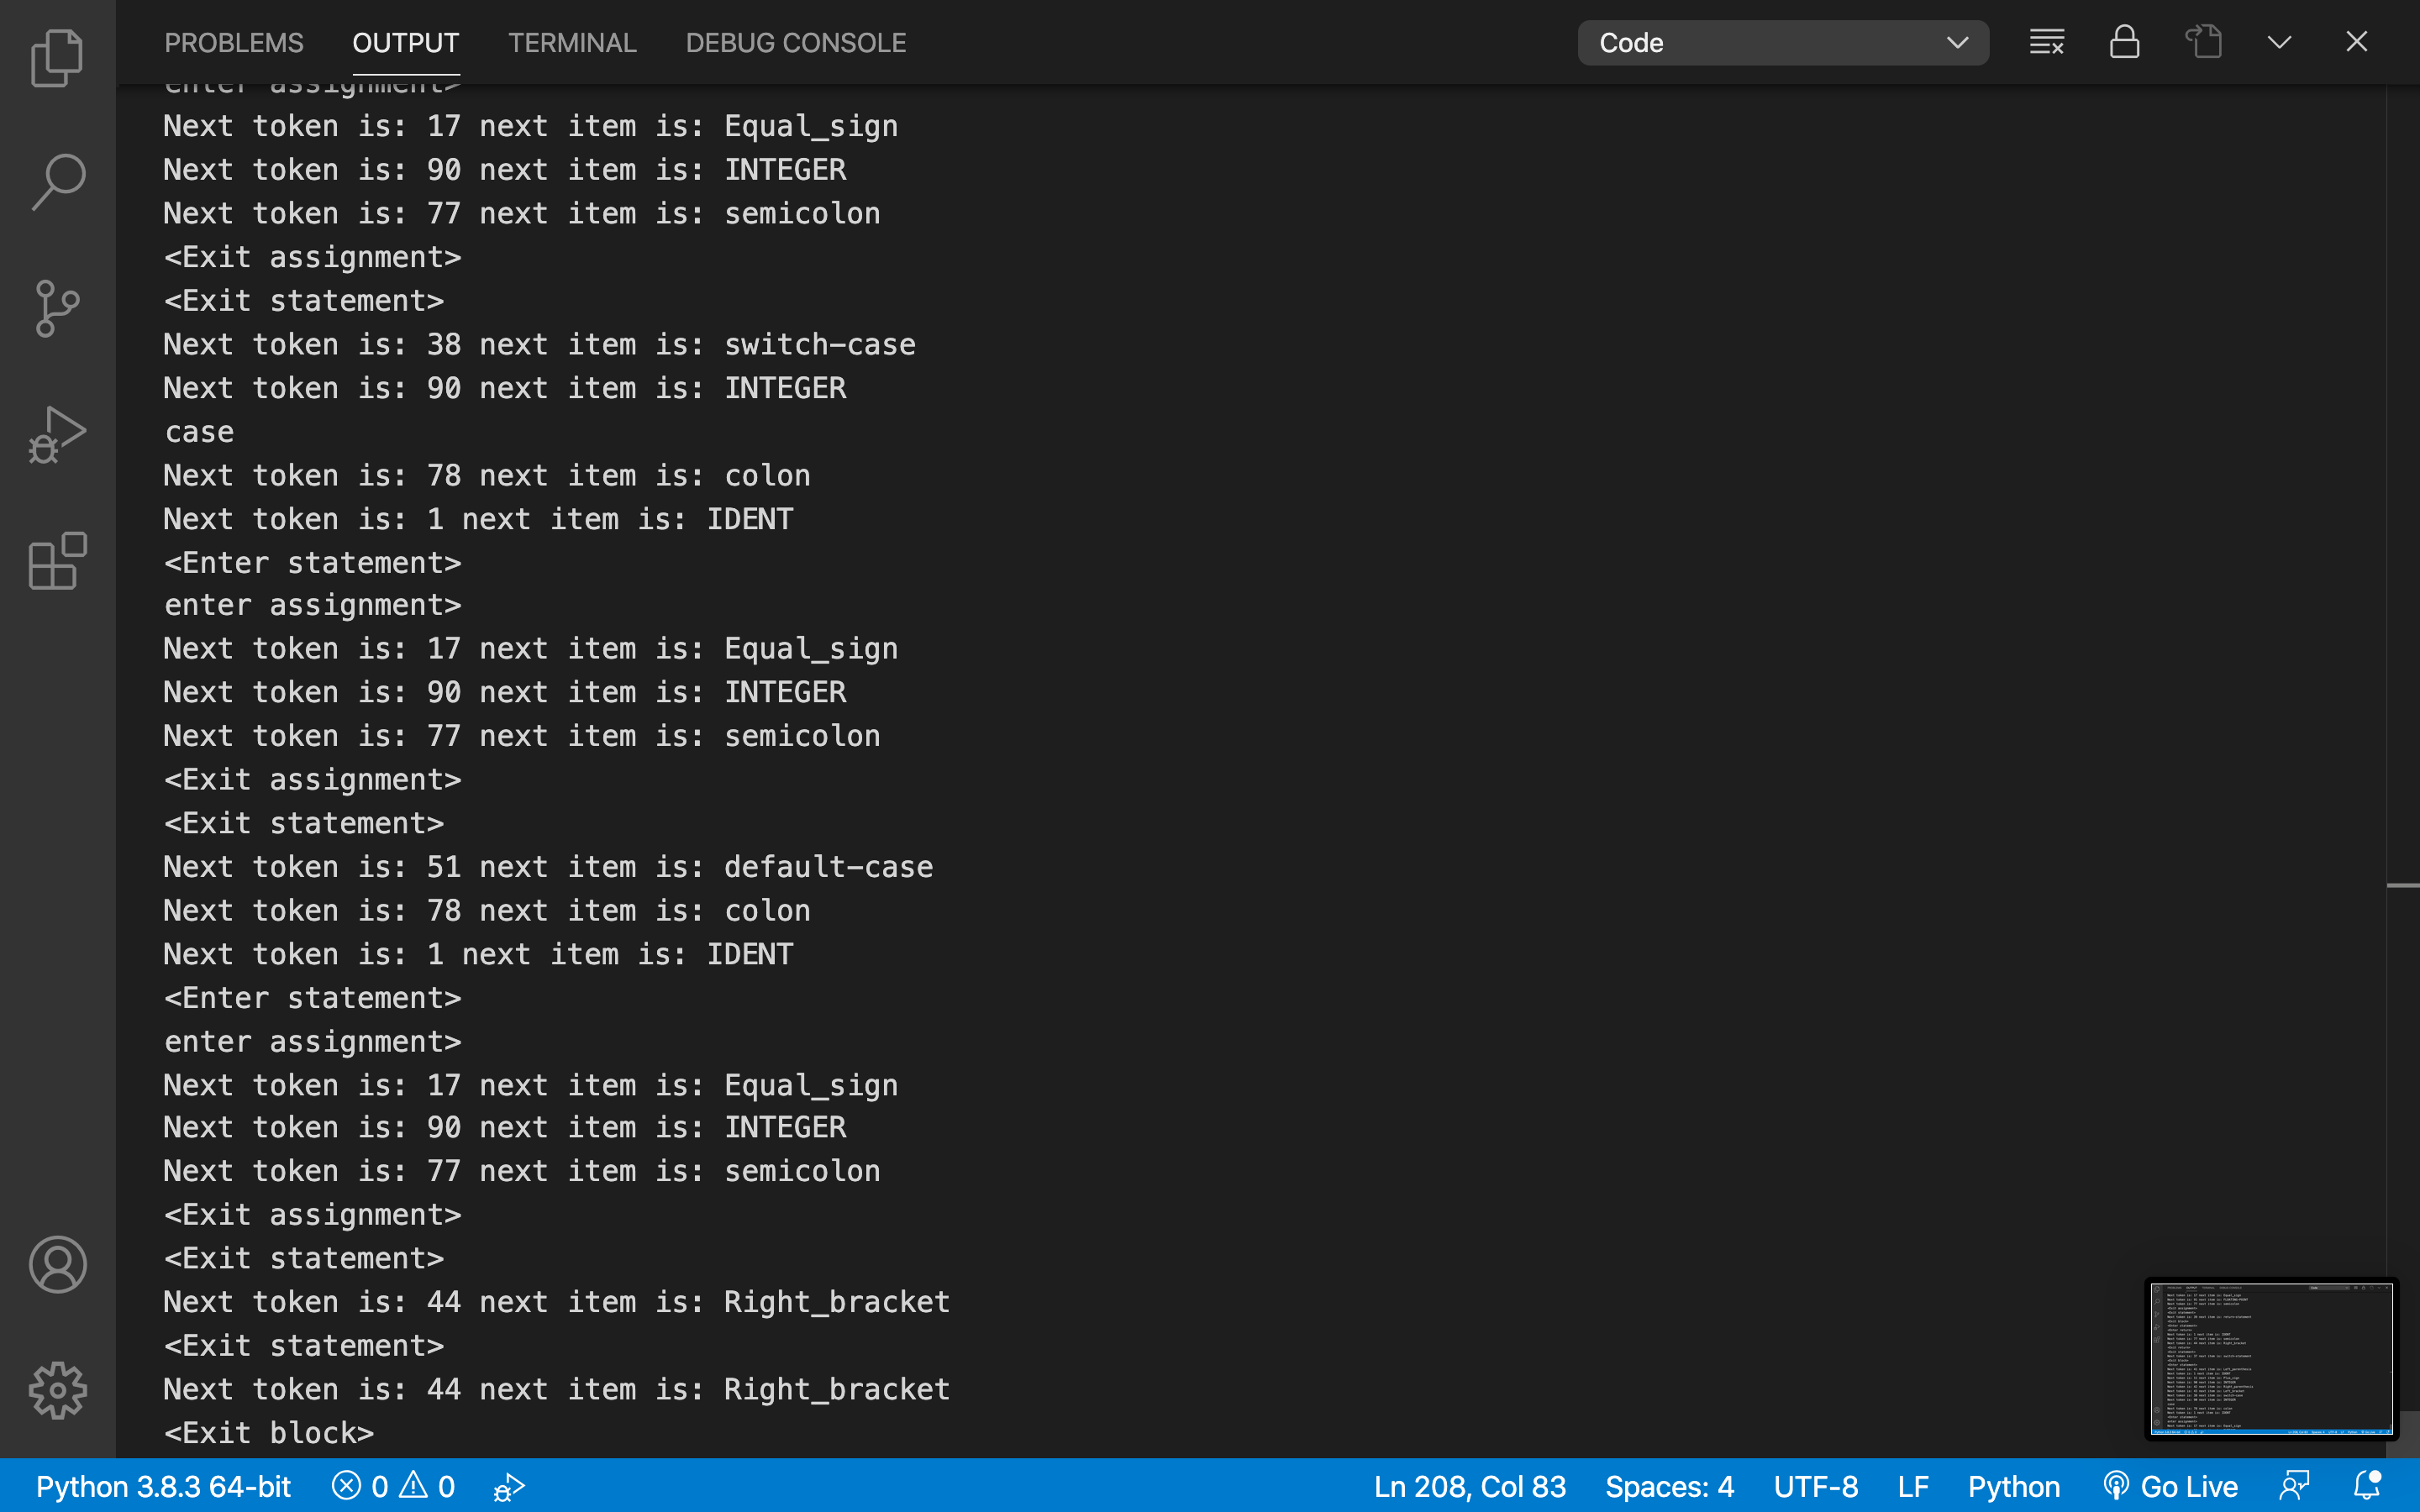 PROBLEMS OUTPUT TERMINAL DEBUG CONSOLE Code
enter assignment>
Next token is: 17 next item is: Equal_sign
Next token is: 90 next item is: INTEGER
Next token is: 77 next item is: semicolon
<Exit assignment>
<Exit statement>
Next token is: 38 next item is: switch-case
Next token is: 90 next item is: INTEGER
case
Next token is: 78 next item is: colon
Next token is: 1 next item is: IDENT
<Enter statement>
enter assignment>
Next token is: 17 next item is: Equal_sign
Next token is: 90 next item is: INTEGER
Next token is: 77 next item is: semicolon
<Exit assignment>
<Exit statement>
Next token is: 51 next item is: default-case
Next token is: 78 next item is: colon
Next token is: 1 next item is: IDENT
<Enter statement>
enter assignment>
Next token is: 17 next item is: Equal_sign
Next token is: 90 next item is: INTEGER
Next token is: 77 next item is: semicolon
<Exit assignment>
<Exit statement>
Next token is: 44 next item is: Right_bracket
<Exit statement>
Next token is: 44 next item is: Right_bracket
<Exit block>
Python 3.8.3 64-bit 0 0 Ln 208, Col 83 Spaces: 4 UTF-8 LF Python Go Live